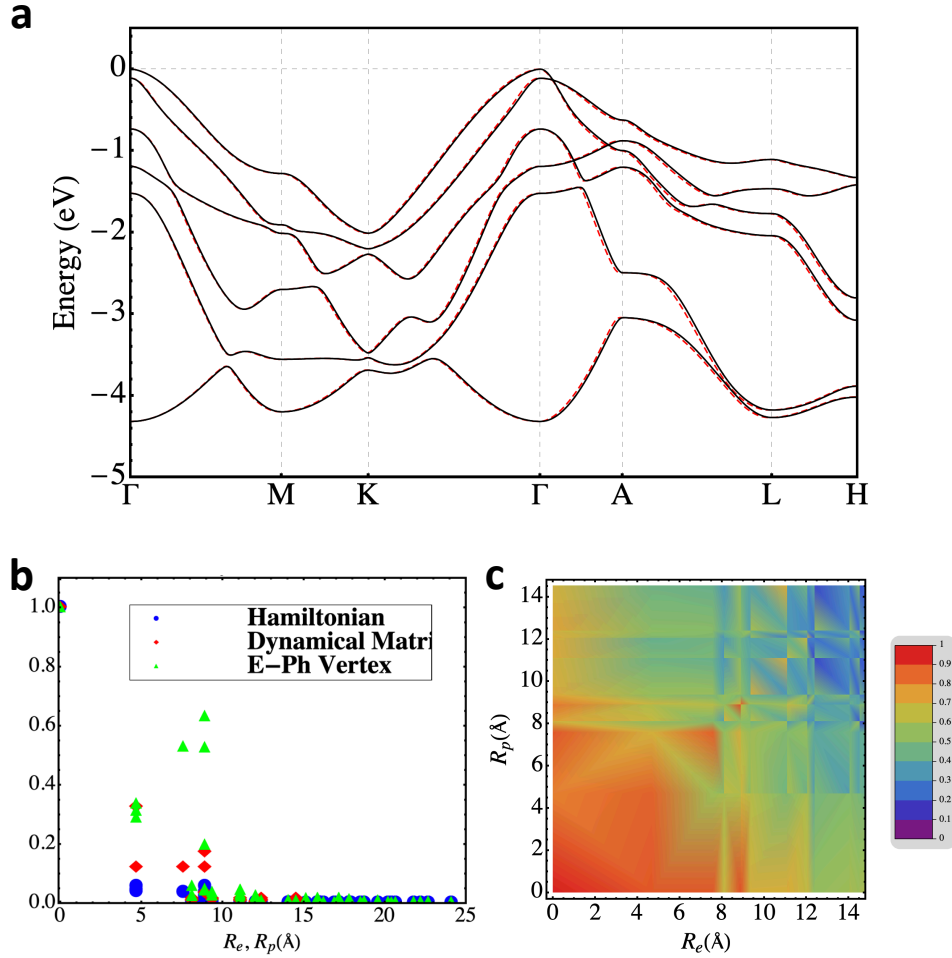 a
0
−1
−2
−3
−4
−5
Energy (eV)
Γ M K Γ A L H
b
1.0
0.8
0.6
0.4
0.2
0.0
0 5 10 15 20 25
Hamiltonian
Dynamical Matri
E−Ph Vertex
Re, Rp(Å)
c
14
12
10
8
6
4
2
0
Rp(Å)
0 2 4 6 8 10 12 14
Re(Å)
1
0.9
0.8
0.7
0.6
0.5
0.4
0.3
0.2
0.1
0